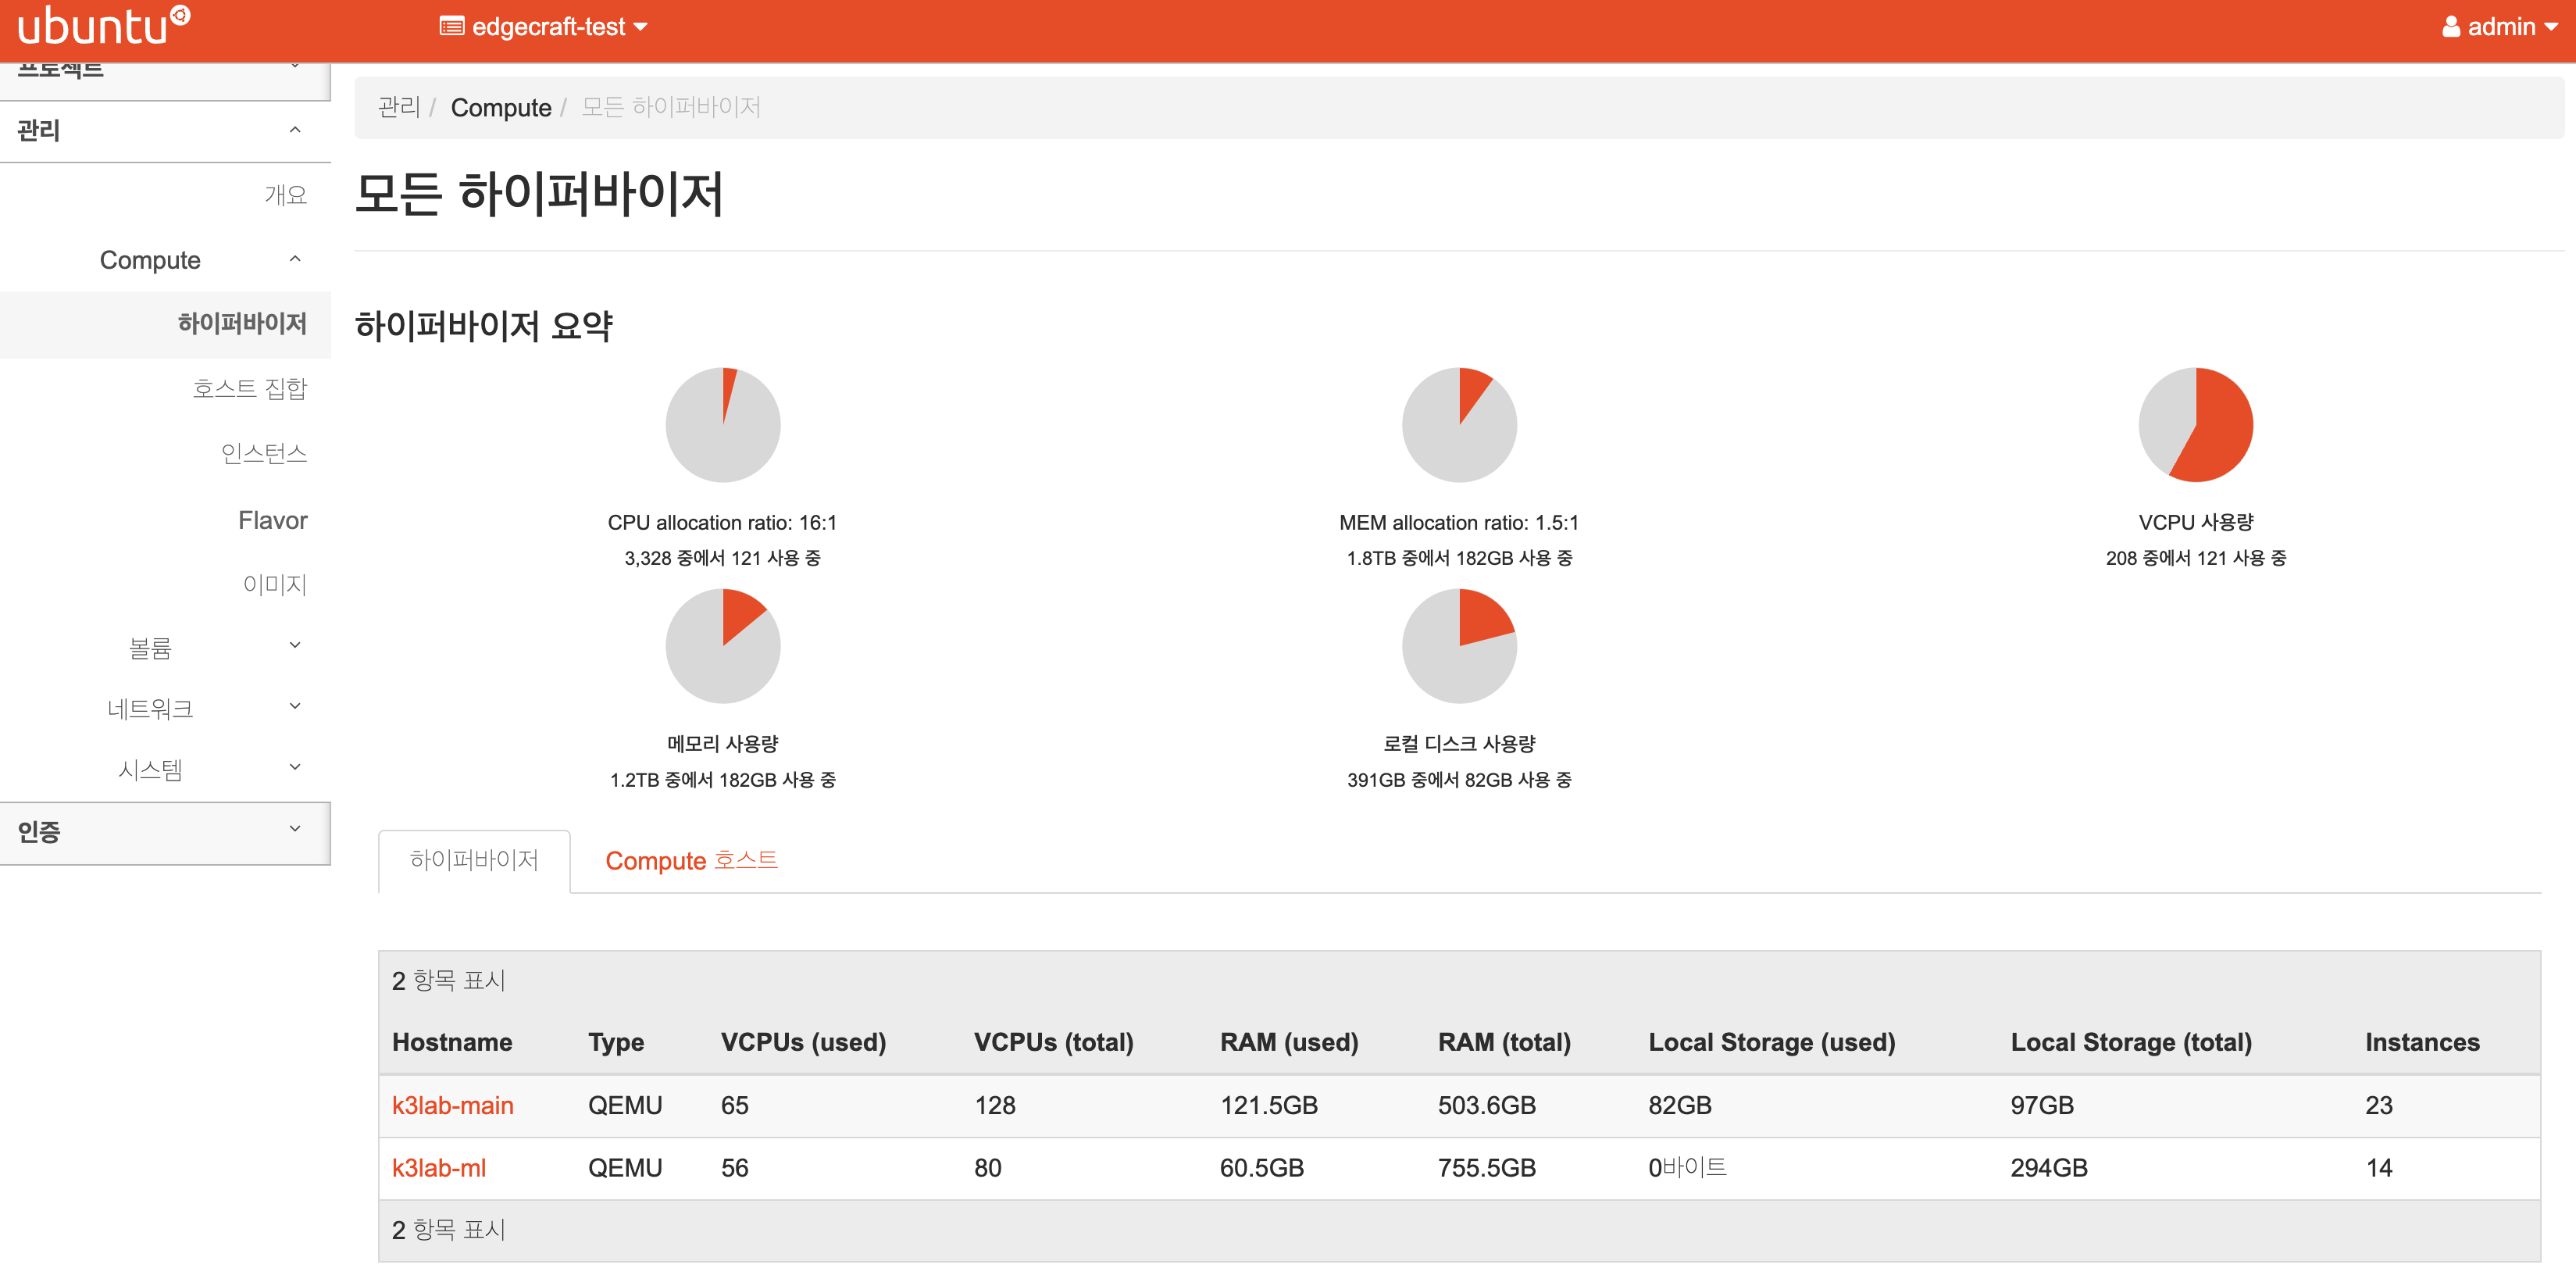 ubuntu
edgecraft-test
admin
프로젝트
관리
개요
Compute
하이퍼바이저
호스트 집합
인스턴스
Flavor
이미지
볼륨
네트워크
시스템
인증
관리 / Compute / 모든 하이퍼바이저
모든 하이퍼바이저
하이퍼바이저 요약
CPU allocation ratio: 16:1
3,328 중에서 121 사용 중
MEM allocation ratio: 1.5:1
1.8TB 중에서 182GB 사용 중
VCPU 사용량
208 중에서 121 사용 중
메모리 사용량
1.2TB 중에서 182GB 사용 중
로컬 디스크 사용량
391GB 중에서 82GB 사용 중
하이퍼바이저 Compute 호스트
2 항목 표시
Hostname Type VCPUs (used) VCPUs (total) RAM (used) RAM (total) Local Storage (used) Local Storage (total) Instances
k3lab-main QEMU 65 128 121.5GB 503.6GB 82GB 97GB 23
k3lab-ml QEMU 56 80 60.5GB 755.5GB 0바이트 294GB 14
2 항목 표시